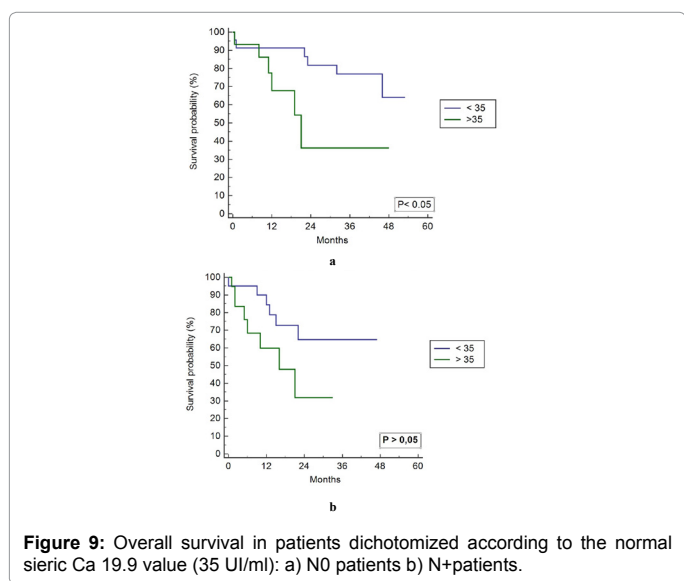 100
90
80
70
60
50
40
30
20
10
0
Survival probability (%)
0 12 24 36 48 60
Months
< 35
>35
P< 0.05
a
100
90
80
70
60
50
40
30
20
10
0
Survival probability (%)
0 12 24 36 48 60
Months
< 35
> 35
P > 0,05
b
Figure 9: Overall survival in patients dichotomized according to the normal
sieric Ca 19.9 value (35 UI/ml): a) N0 patients b) N+patients.